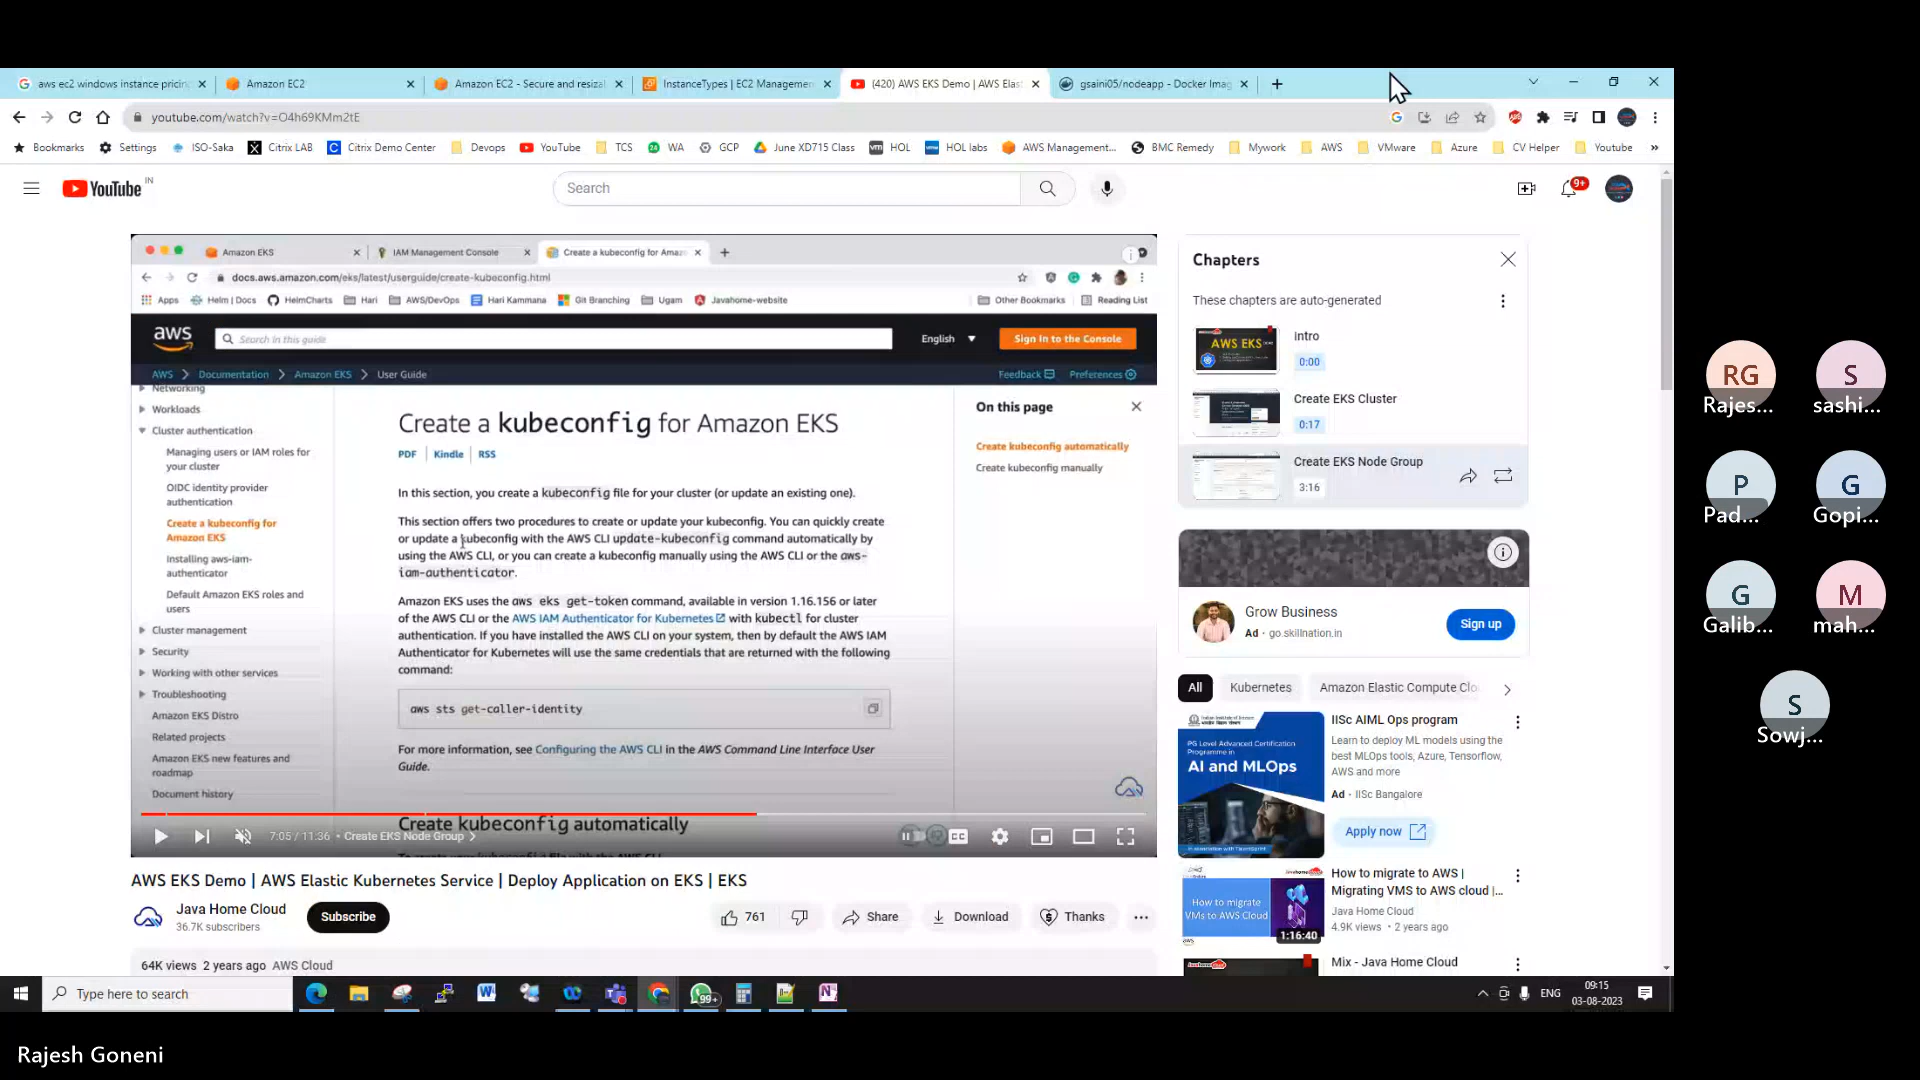 aws ec2 windows instance pricin
Amazon EC2
Amazon EC2 - Secure and resizal
InstanceTypes | EC2 Managemen
(420) AWS EKS Demo | AWS Elas
gsaini05/nodeapp - Docker Imag
youtube.com/watch?v=O4h69KMm2tE
Bookmarks
Settings
ISO-Saka
Citrix LAB
Citrix Demo Center
Devops
YouTube
TCS
WA
GCP
June XD715 Class
HOL
HOL labs
AWS Management...
BMC Remedy
Mywork
AWS
VMware
Azure
CV Helper
Youtube
YouTube IN
Search
9+
Amazon EKS
IAM Management Console
Create a kubeconfig for Amaz
docs.aws.amazon.com/eks/latest/userguide/create-kubeconfig.html
Apps
Helm | Docs
HelmCharts
Hari
AWS/DevOps
Hari Kammana
Git Branching
Ugam
Javahome-website
Other Bookmarks
Reading List
aws
Search in this guide
English
Sign In to the Console
AWS
Documentation
Amazon EKS
User Guide
Feedback
Preferences
Networking
Workloads
Cluster authentication
Managing users or IAM roles for
your cluster
OIDC identity provider
authentication
Create a kubeconfig for
Amazon EKS
Installing aws-iam-
authenticator
Default Amazon EKS roles and
users
Cluster management
Security
Working with other services
Troubleshooting
Amazon EKS Distro
Related projects
Amazon EKS new features and
roadmap
Document history
Create a kubeconfig for Amazon EKS
PDF
Kindle
RSS
In this section, you create a kubeconfig file for your cluster (or update an existing one).
This section offers two procedures to create or update your kubeconfig. You can quickly create
or update a kubeconfig with the AWS CLI update-kubeconfig command automatically by
using the AWS CLI, or you can create a kubeconfig manually using the AWS CLI or the aws-
iam-authenticator.
Amazon EKS uses the aws eks get-token command, available in version 1.16.156 or later
of the AWS CLI or the AWS IAM Authenticator for Kubernetes with kubectl for cluster
authentication. If you have installed the AWS CLI on your system, then by default the AWS IAM
Authenticator for Kubernetes will use the same credentials that are returned with the following
command:
aws sts get-caller-identity
For more information, see Configuring the AWS CLI in the AWS Command Line Interface User
Guide.
Create kubeconfig automatically
On this page
Create kubeconfig automatically
Create kubeconfig manually
7:05 / 11:36 • Create EKS Node Group
CC
AWS EKS Demo | AWS Elastic Kubernetes Service | Deploy Application on EKS | EKS
Java Home Cloud
36.7K subscribers
Subscribe
761
Share
Download
Thanks
64K views 2 years ago AWS Cloud
Chapters
These chapters are auto-generated
AWS EKS
Intro
0:00
Create EKS Cluster
0:17
Create EKS Node Group
3:16
Grow Business
Ad · go.skillnation.in
Sign up
All
Kubernetes
Amazon Elastic Compute Clo
PG Level Advanced Certification
Programme in
AI and MLOps
IISc AIML Ops program
Learn to deploy ML models using the
best MLOps tools, Azure, Tensorflow,
AWS and more
Ad · IISc Bangalore
Apply now
How to migrate
VMs to AWS Cloud
1:16:40
How to migrate to AWS |
Migrating VMS to AWS cloud |...
Java Home Cloud
4.9K views • 2 years ago
Mix - Java Home Cloud
Type here to search
99+
ENG
09:15
03-08-2023
RG
Rajes...
S
sashi...
P
Pad...
G
Gopi...
G
Galib...
M
mah...
S
Sowj...
Rajesh Goneni